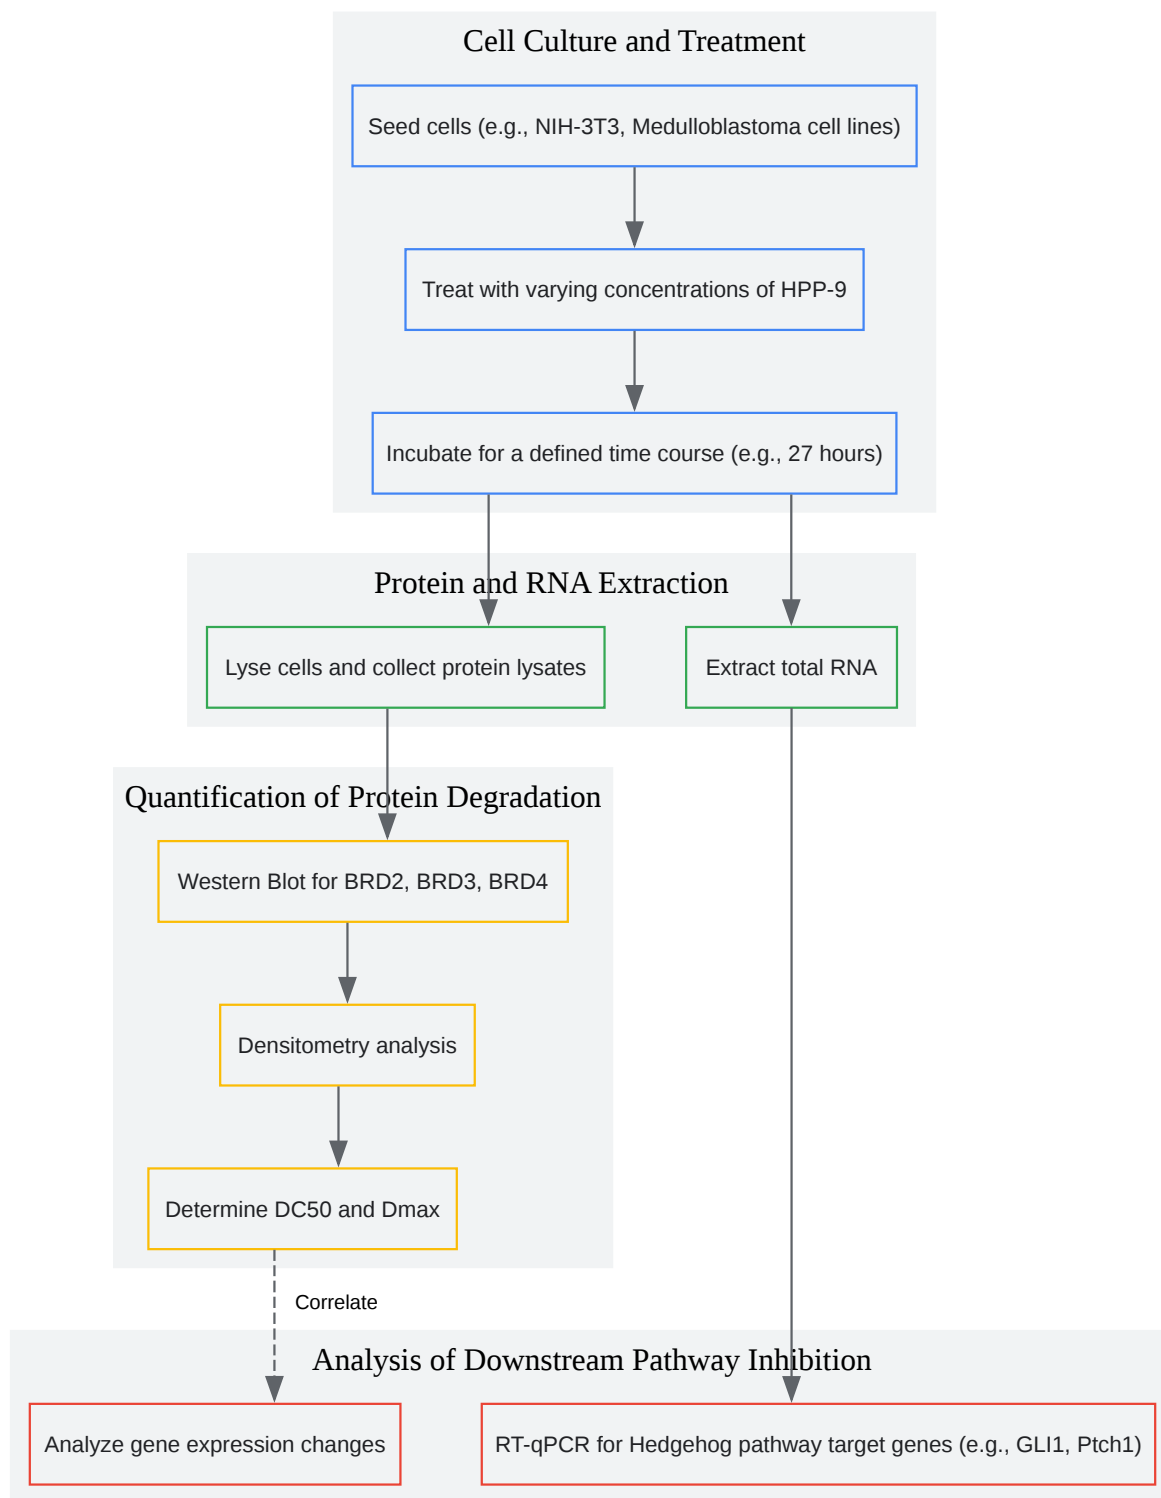 Cell Culture and Treatment
Seed cells (e.g., NIH-3T3, Medulloblastoma cell lines)
Treat with varying concentrations of HPP-9
Incubate for a defined time course (e.g., 27 hours)
Protein and RNA Extraction
Lyse cells and collect protein lysates
Extract total RNA
Quantification of Protein Degradation
Western Blot for BRD2, BRD3, BRD4
Densitometry analysis
Determine DC50 and Dmax
Correlate
Analysis of Downstream Pathway Inhibition
Analyze gene expression changes
RT-qPCR for Hedgehog pathway target genes (e.g., GLI1, Ptch1)